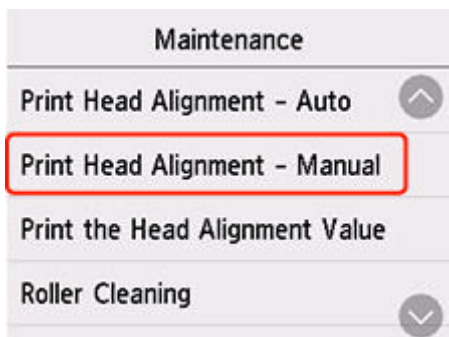 Maintenance
Print Head Alignment - Auto
Print Head Alignment - Manual
Print the Head Alignment Value
Roller Cleaning